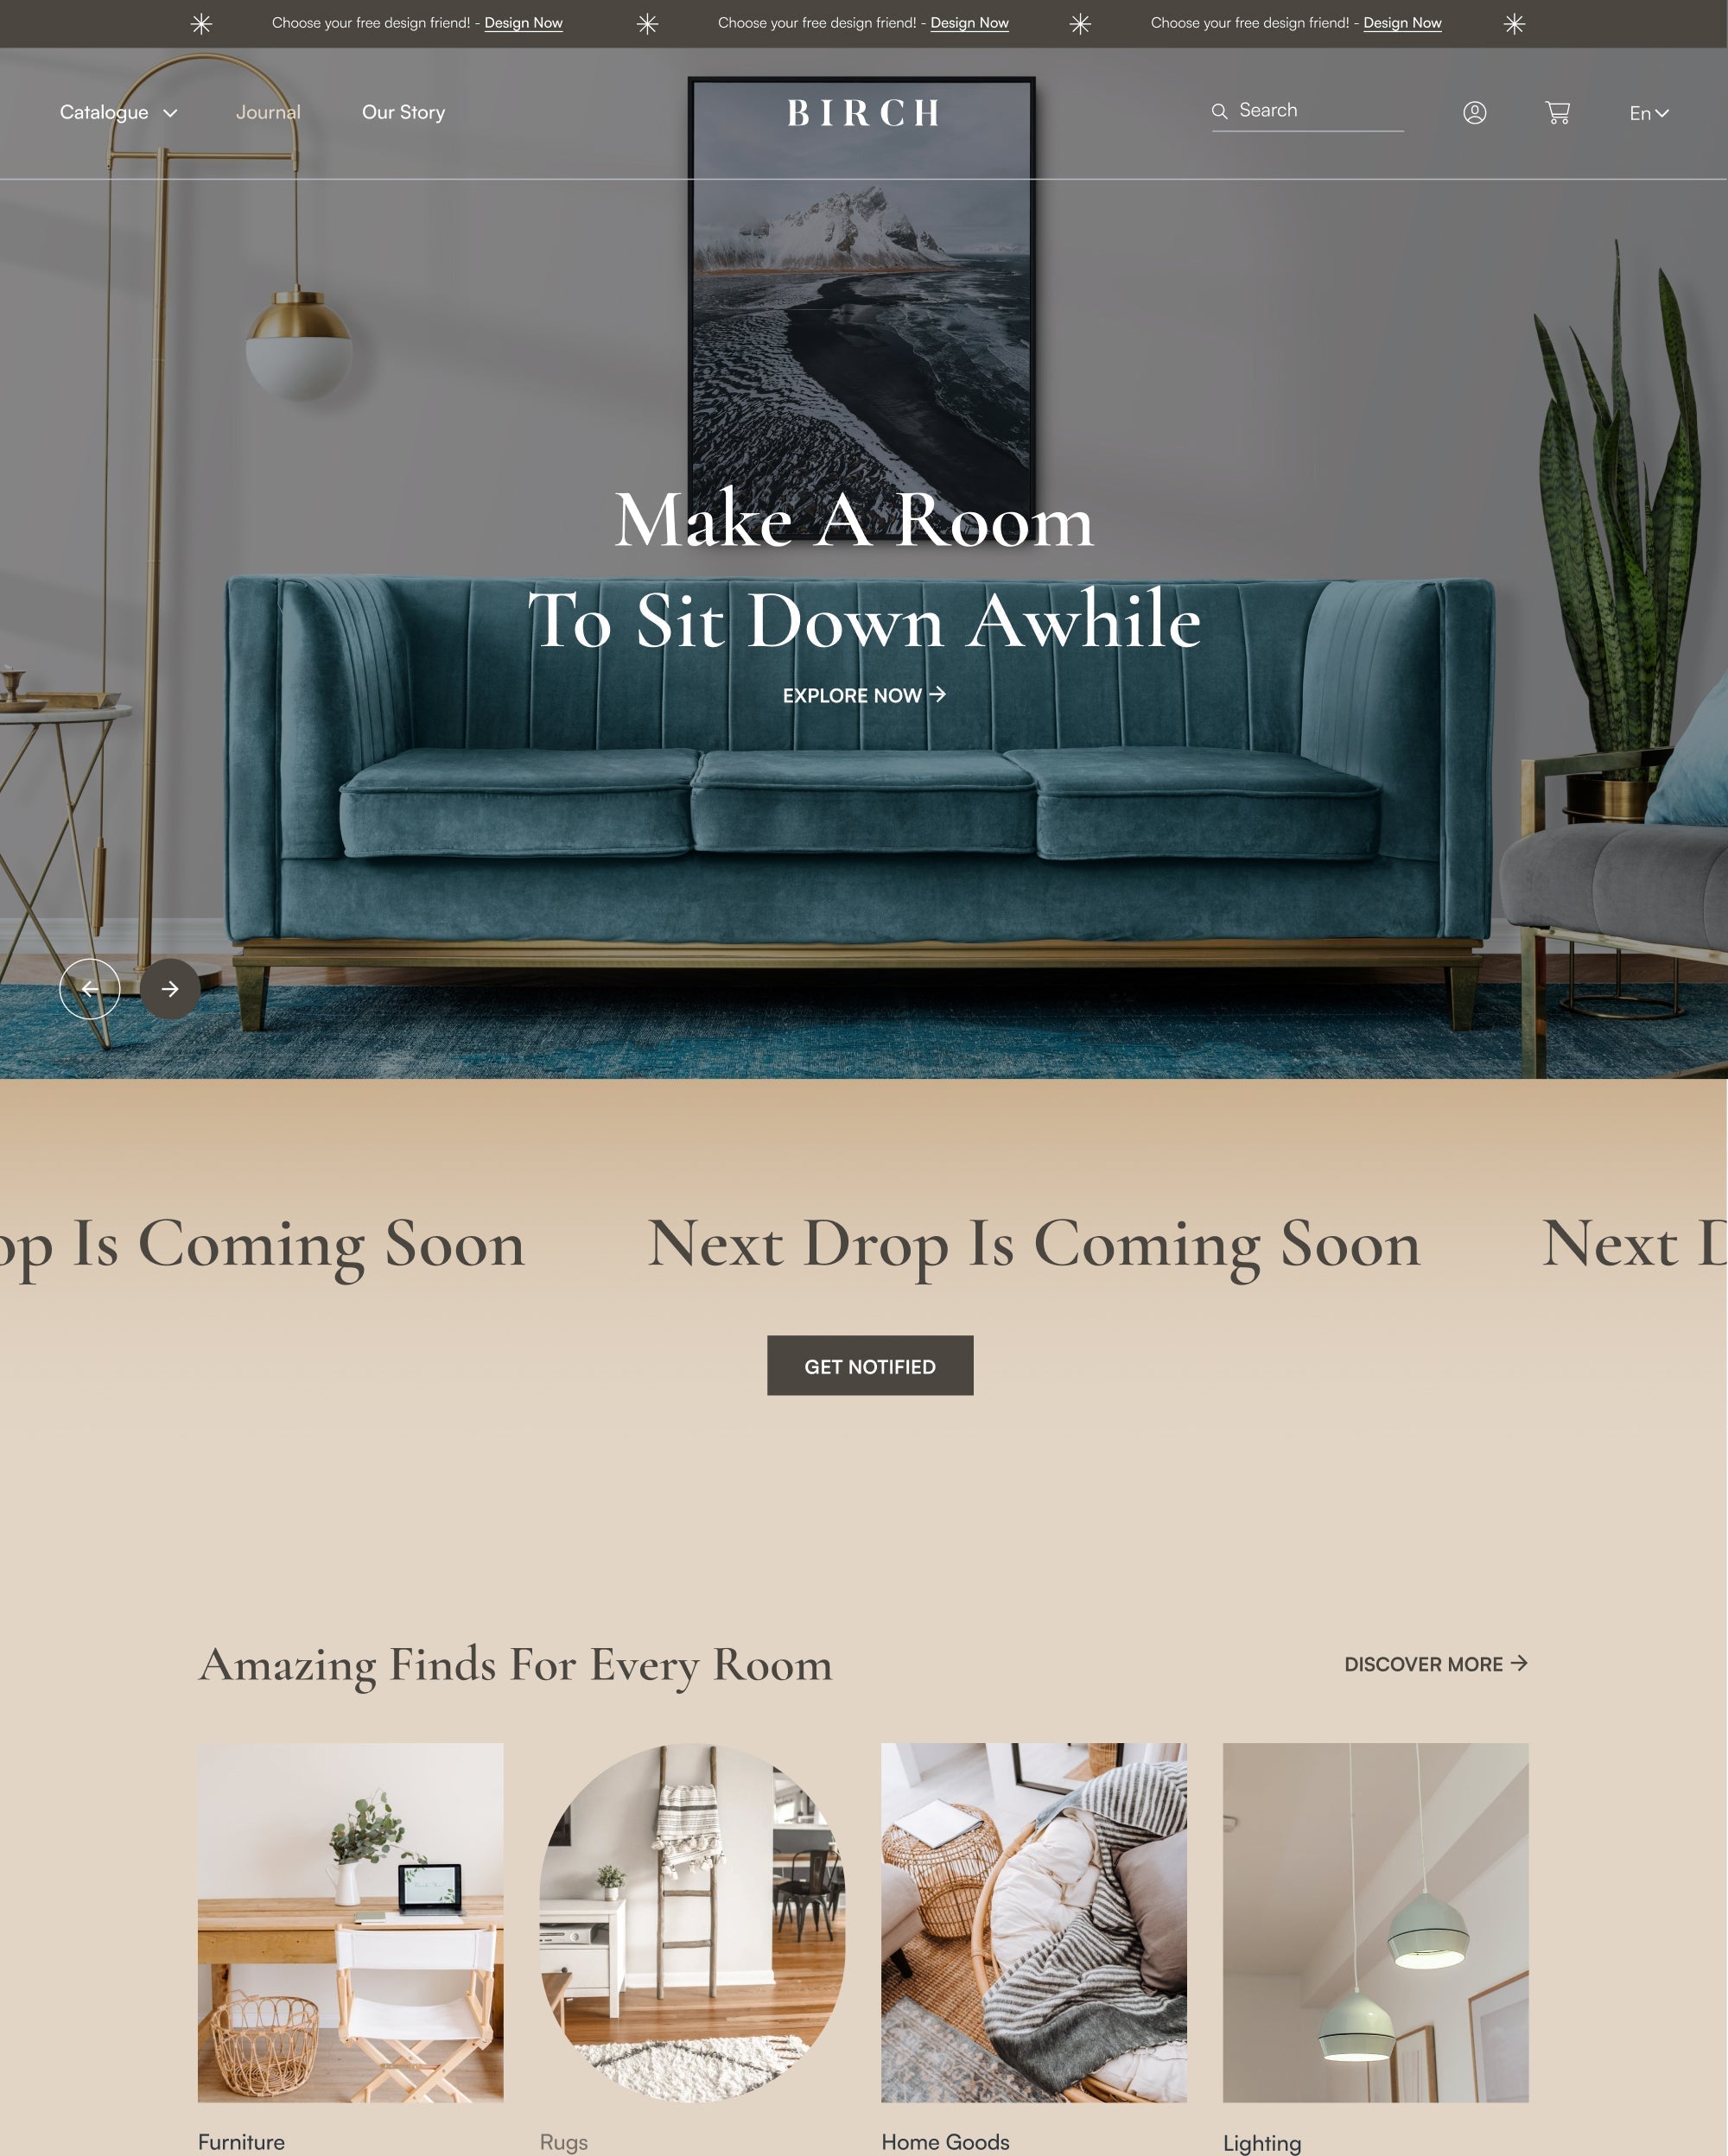 Choose your free design friend! - Design Now
Choose your free design friend! - Design Now
Choose your free design friend! - Design Now
Catalogue
Journal
Our Story
BIRCH
Search
En
Make A Room
To Sit Down Awhile
EXPLORE NOW
op Is Coming Soon
Next Drop Is Coming Soon
Next D
GET NOTIFIED
Amazing Finds For Every Room
DISCOVER MORE
Furniture
Rugs
Home Goods
Lighting